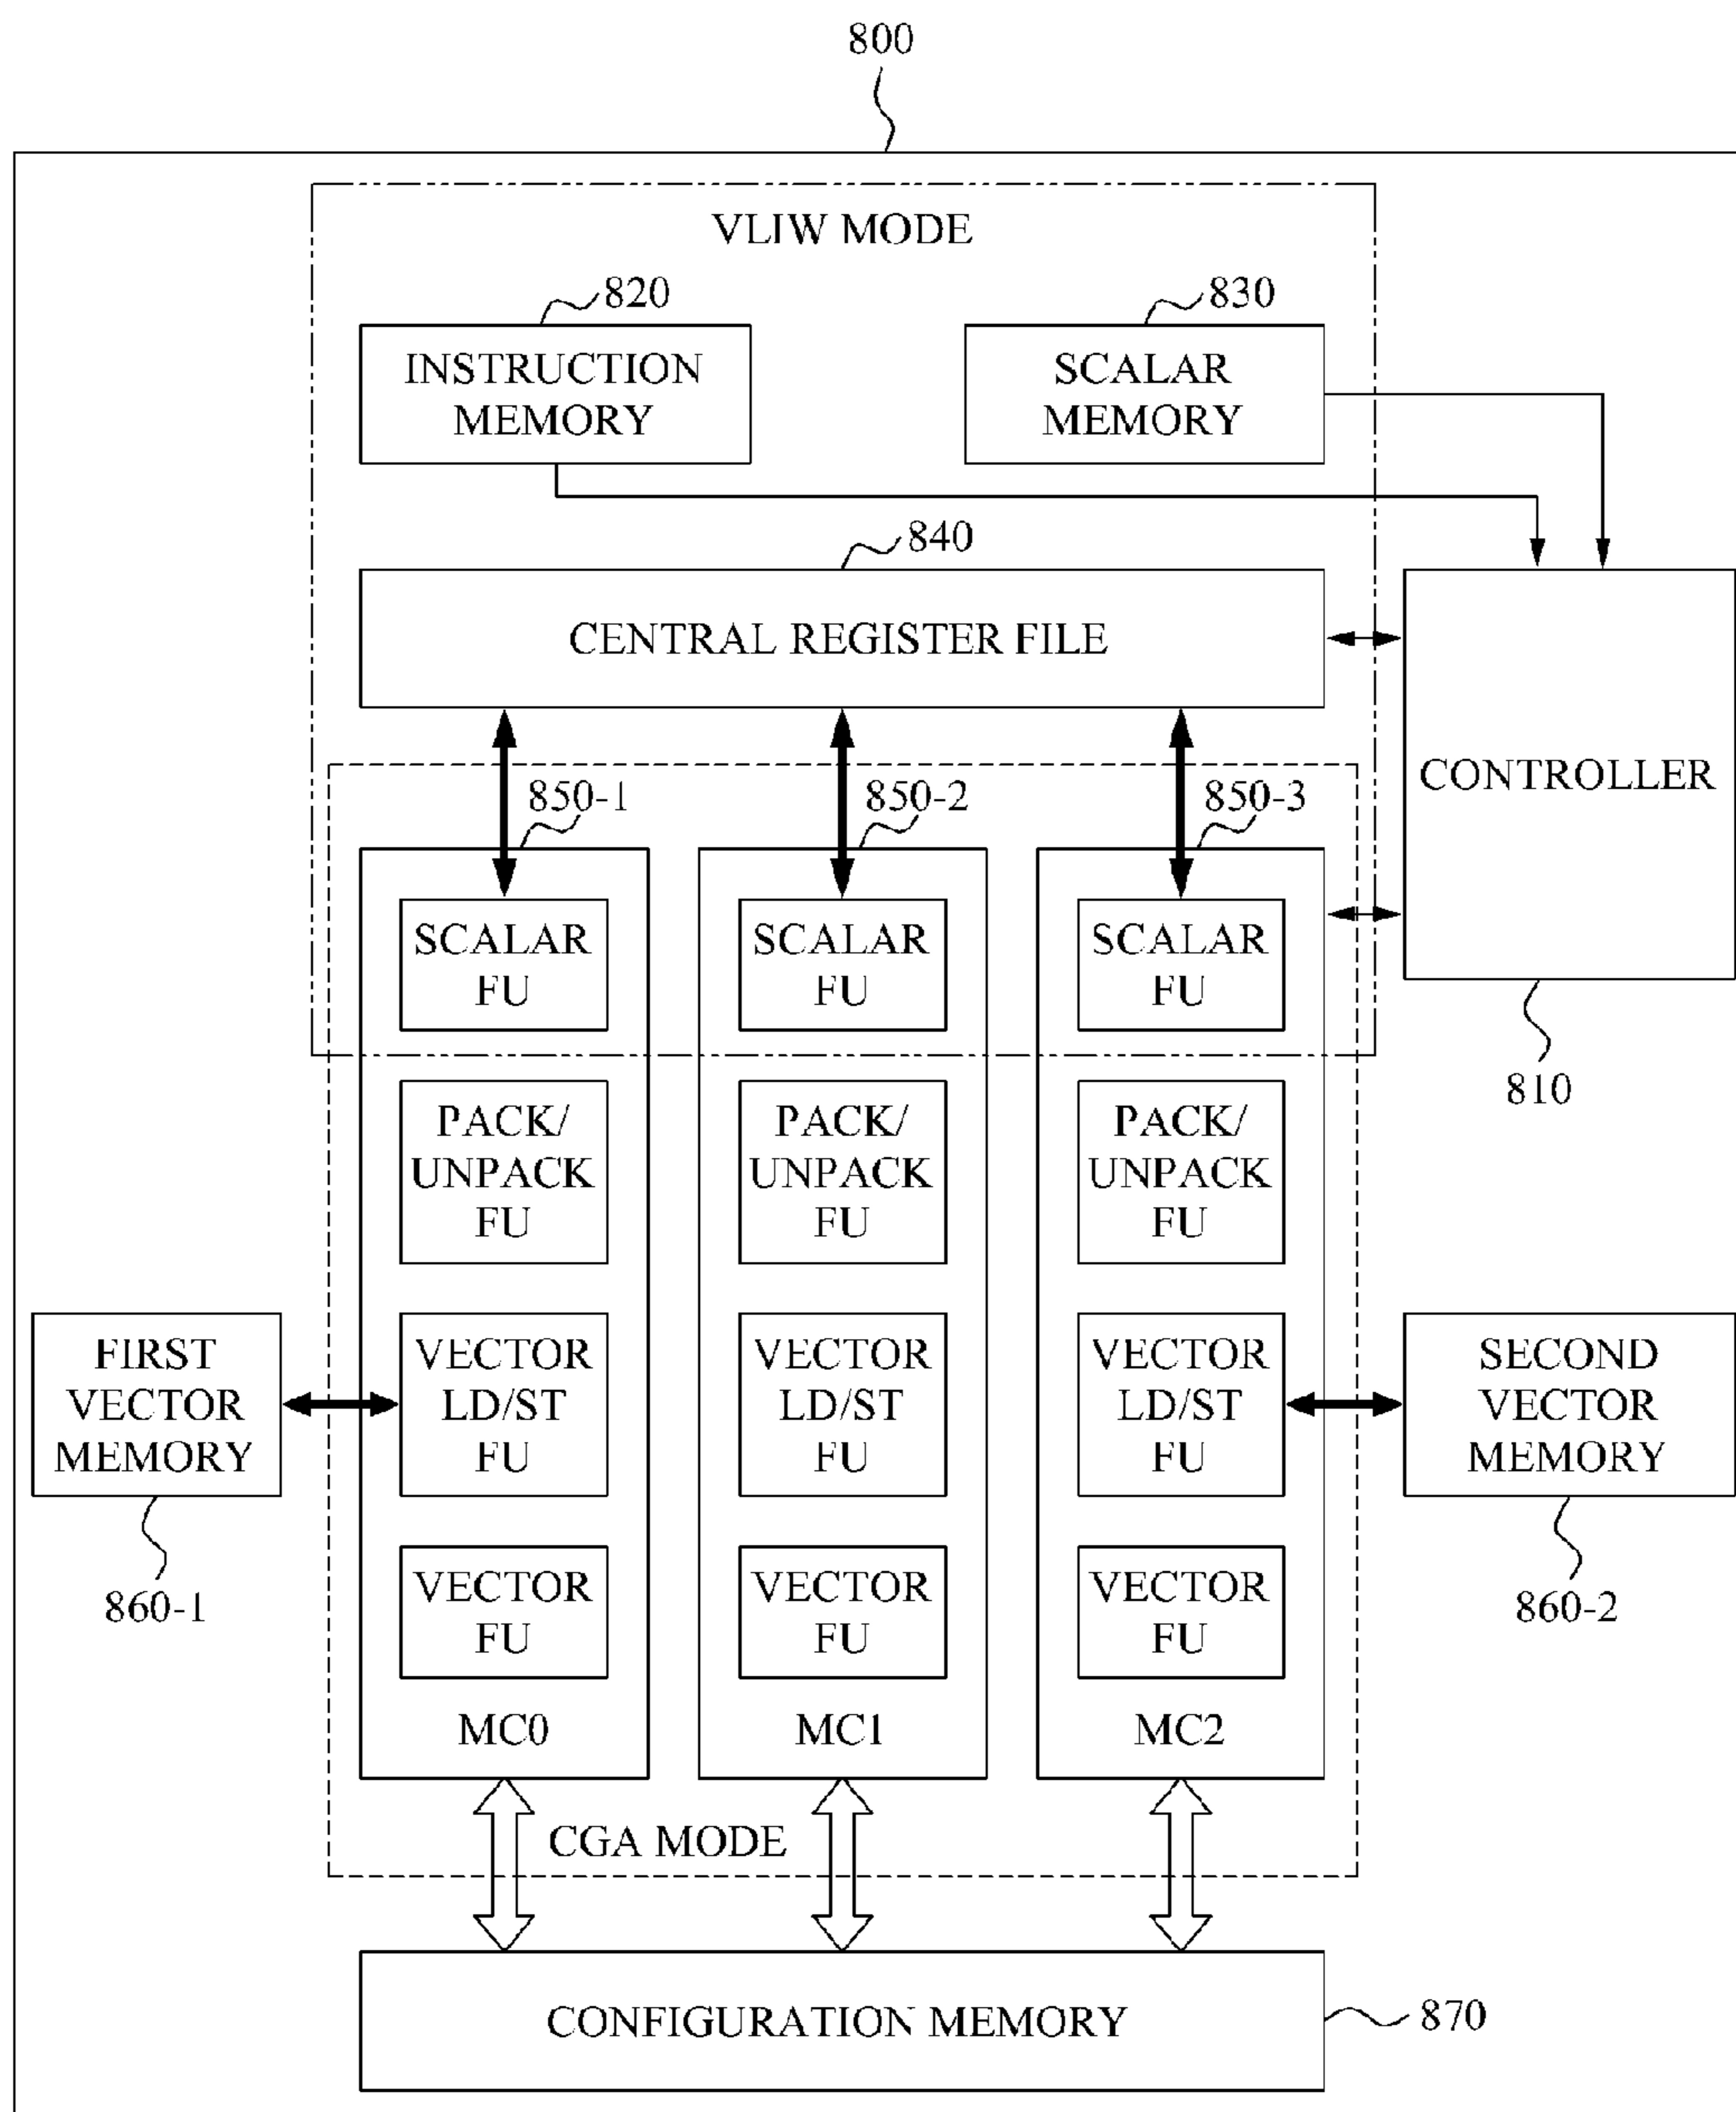 800
VLIW MODE
820
830
INSTRUCTION
MEMORY
SCALAR
MEMORY
840
CENTRAL REGISTER FILE
CONTROLLER
810
850-1
850-2
850-3
SCALAR
FU
SCALAR
FU
SCALAR
FU
PACK/
UNPACK
FU
PACK/
UNPACK
FU
PACK/
UNPACK
FU
FIRST
VECTOR
MEMORY
860-1
VECTOR
LD/ST
FU
VECTOR
LD/ST
FU
VECTOR
LD/ST
FU
SECOND
VECTOR
MEMORY
860-2
VECTOR
FU
VECTOR
FU
VECTOR
FU
MC0
MC1
MC2
CGA MODE
CONFIGURATION MEMORY
870